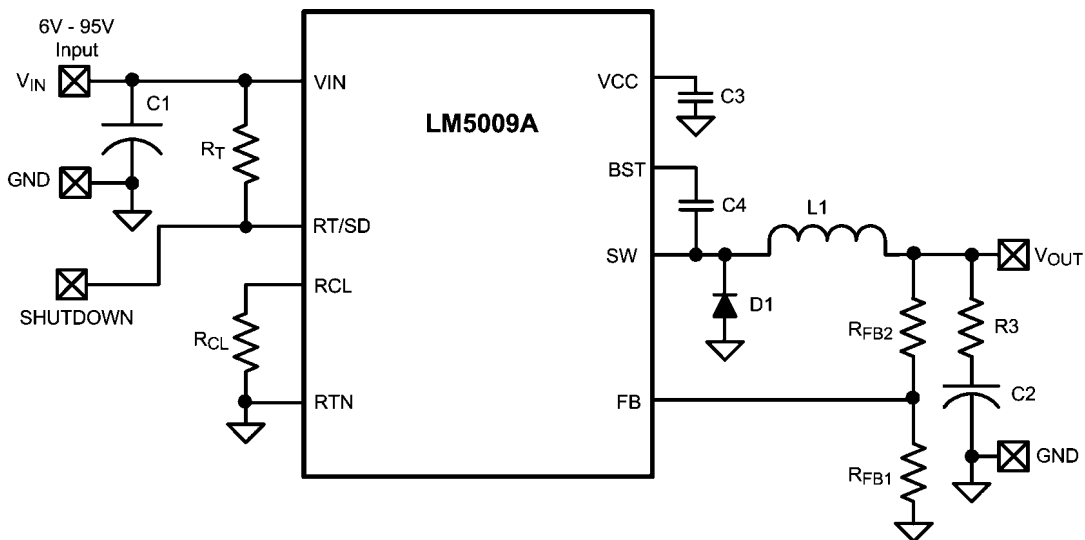 6V - 95V
Input
VIN
C1
VIN
VCC
C3
LM5009A
RT
GND
BST
C4
L1
RT/SD
SW
VOUT
SHUTDOWN
RCL
D1
RFB2
R3
RCL
C2
RTN
FB
GND
RFB1